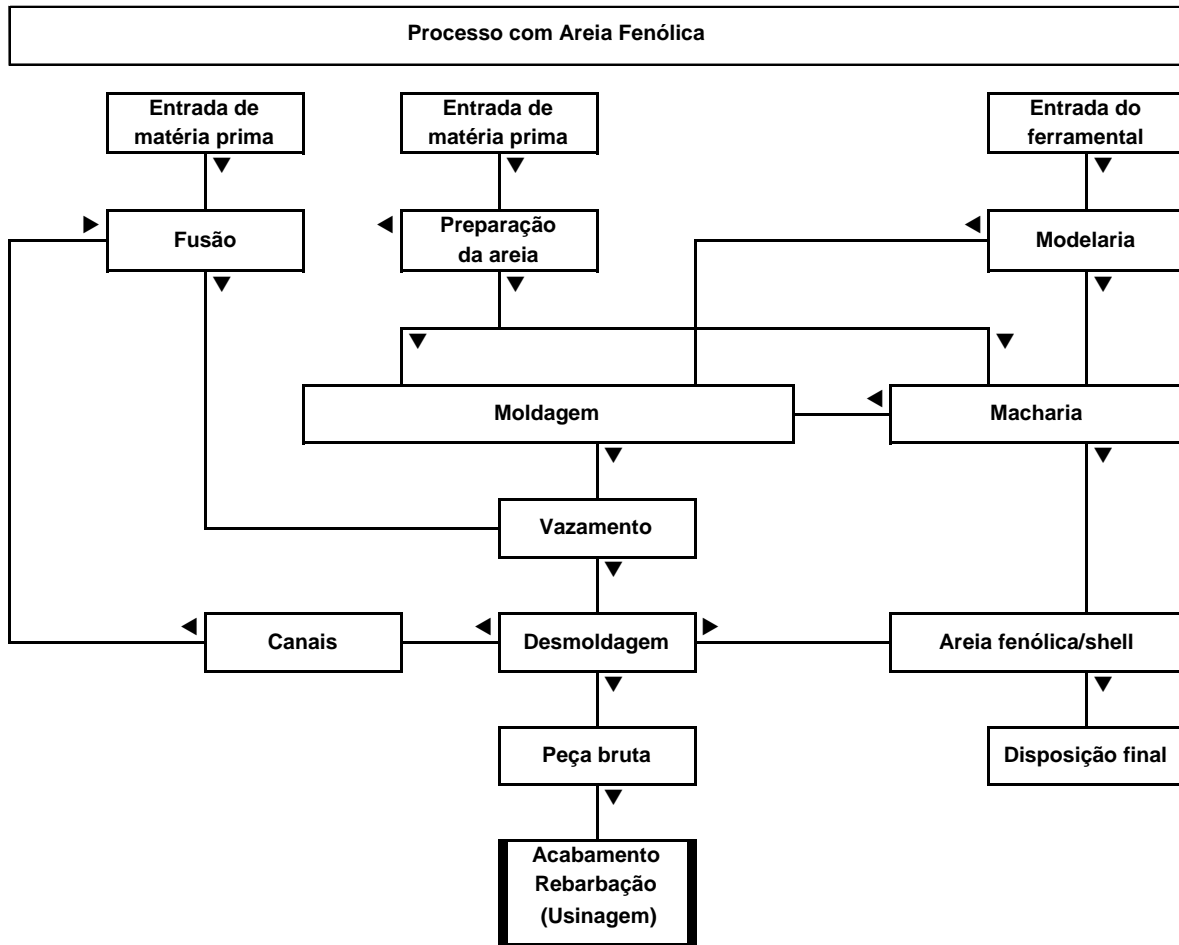 Processo com Areia Fenólica
Entrada de
matéria prima
Entrada de
matéria prima
Entrada do
ferramental
Fusão
Preparação
da areia
Modelaria
Moldagem
Macharia
Vazamento
Canais
Desmoldagem
Areia fenólica/shell
Peça bruta
Disposição final
Acabamento
Rebarbação
(Usinagem)